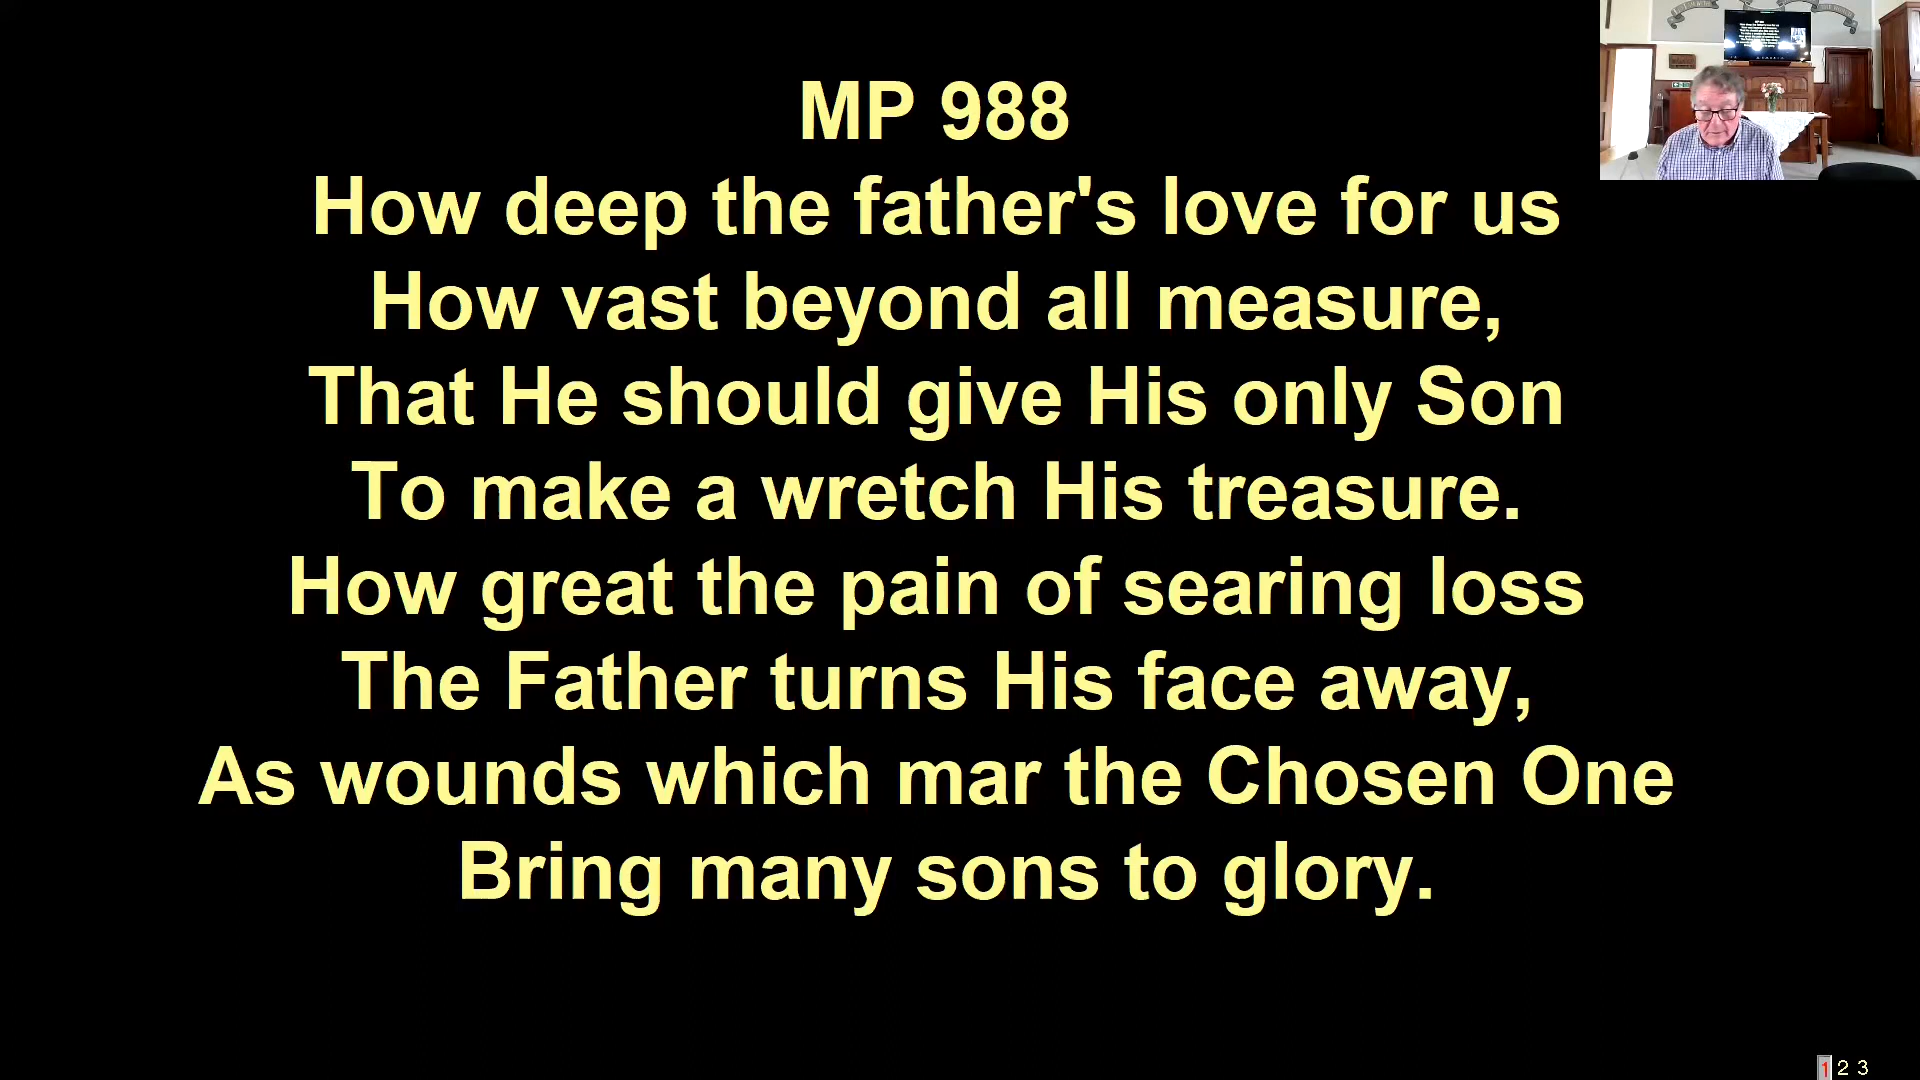 MP 988
How deep the father's love for us
How vast beyond all measure,
That He should give His only Son
To make a wretch His treasure.
How great the pain of searing loss
The Father turns His face away,
As wounds which mar the Chosen One
Bring many sons to glory.
1 2 3